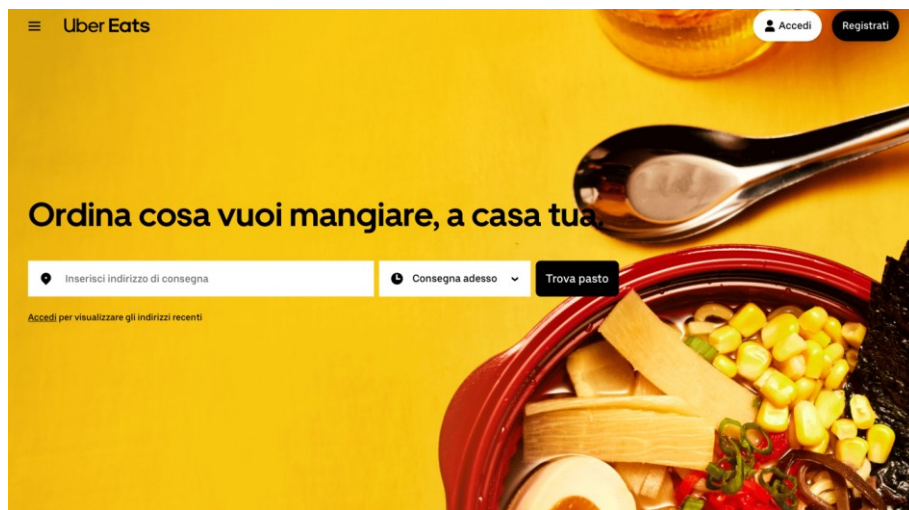 Uber Eats
Accedi
Registrati
Ordina cosa vuoi mangiare, a casa tua.
Inserisci indirizzo di consegna
Consegna adesso
Trova pasto
Accedi per visualizzare gli indirizzi recenti